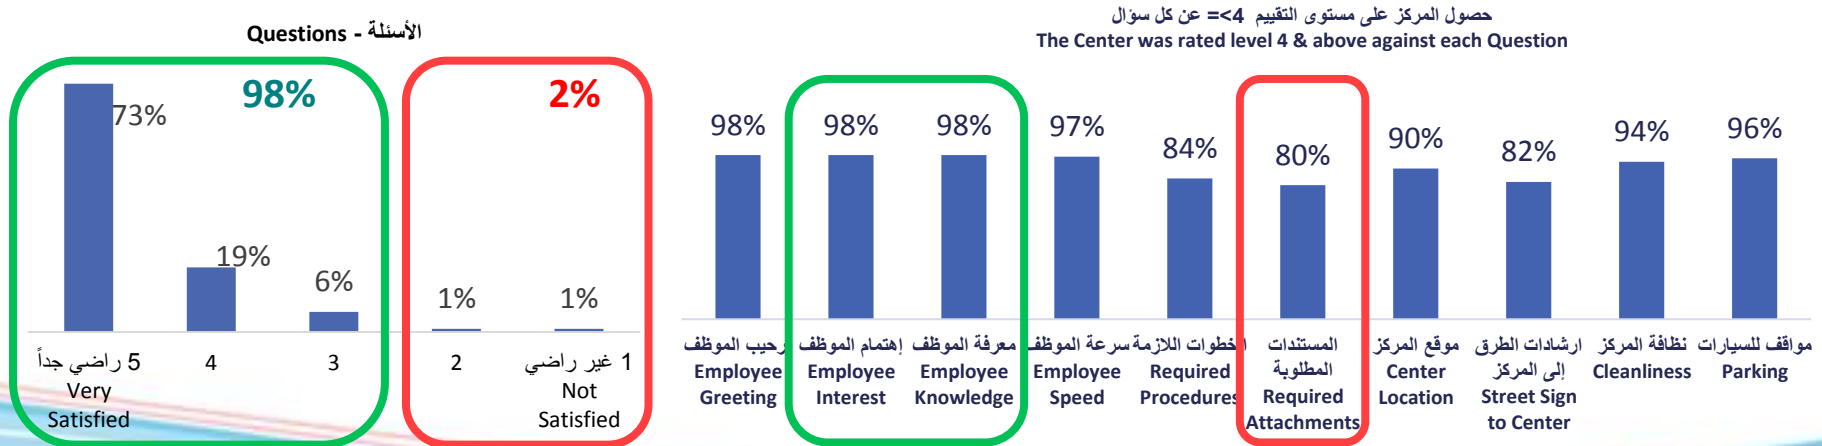 الأسئلة - Questions
98%
2%
73%
19%
6%
1%
1%
5 راضي جداً
Very
Satisfied
4
3
2
1 غير راضي
Not
Satisfied
حصول المركز على مستوى التقييم 4<= عن كل سؤال
The Center was rated level 4 & above against each Question
98%
98%
98%
97%
84%
80%
90%
82%
94%
96%
رحيب الموظف
Employee
Greeting
إهتمام الموظف
Employee
Interest
معرفة الموظف
Employee
Knowledge
سرعة الموظف
Employee
Speed
الخطوات اللازمة
Required
Procedures
المستندات
المطلوبة
Required
Attachments
موقع المركز
Center
Location
ارشادات الطرق
إلى المركز
Street Sign
to Center
نظافة المركز
Cleanliness
مواقف للسيارات
Parking